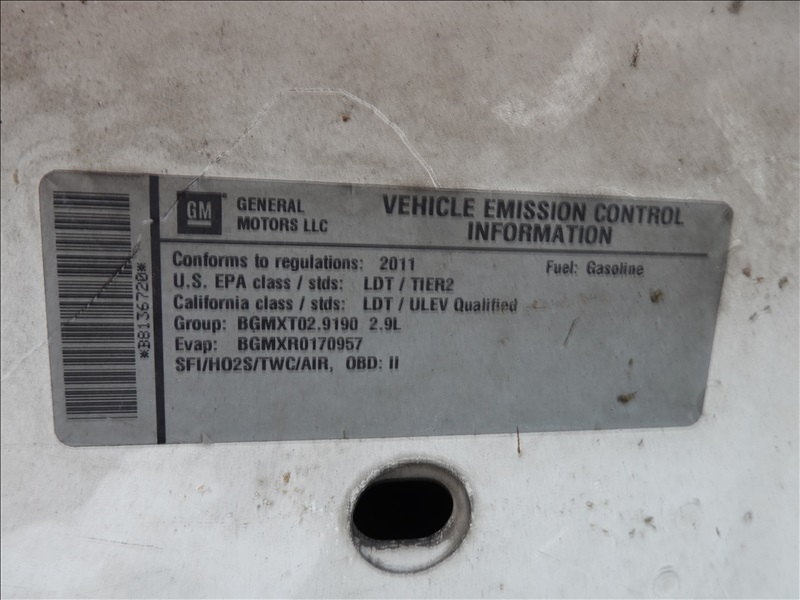 *B8136720*
GM
GENERAL
MOTORS LLC
VEHICLE EMISSION CONTROL
INFORMATION
Conforms to regulations: 2011 Fuel: Gasoline
U.S. EPA class / stds: LDT / TIER2
California class / stds: LDT / ULEV Qualified
Group: BGMXT02.9190 2.9L
Evap: BGMXR0170957
SFI/HO2S/TWC/AIR, OBD: II